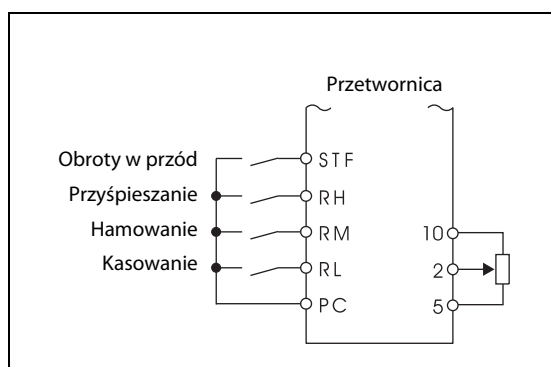 Przetwornica
Obroty w przód STF
Przyśpieszanie RH
Hamowanie RM 10
Kasowanie RL 2
PC 5